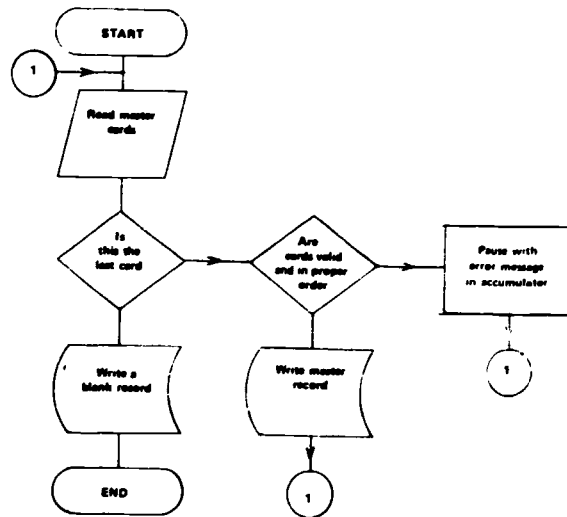 START
1
Read master
cards
Is
this the
last card
Are
cards valid
and in proper
order
Pause with
error message
in accumulator
Write a
blank record
Write master
record
1
END
1